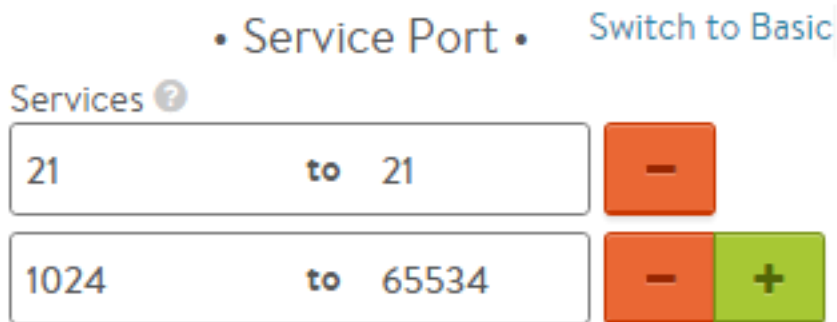 • Service Port • Switch to Basic
Services ?
21 to 21 −
1024 to 65534 − +